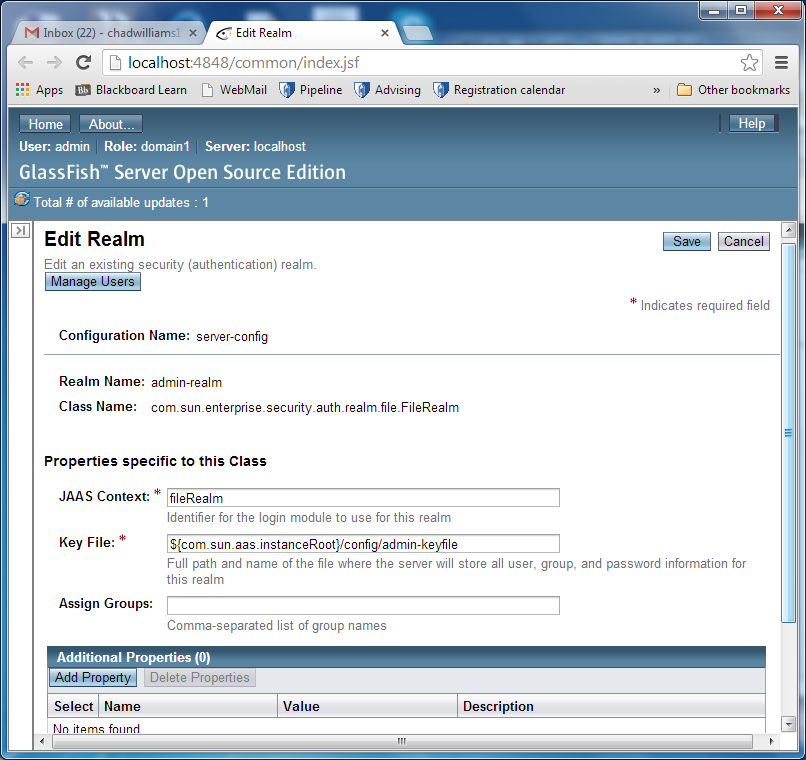 Inbox (22) - chadwilliams1
Edit Realm
localhost:4848/common/index.jsf
Apps
Bb Blackboard Learn
WebMail
Pipeline
Advising
Registration calendar
»
Other bookmarks
Home
About...
Help
User: admin
Role: domain1
Server: localhost
GlassFish™ Server Open Source Edition
Total # of available updates : 1
Edit Realm
Save
Cancel
Edit an existing security (authentication) realm.
Manage Users
* Indicates required field
Configuration Name: server-config
Realm Name: admin-realm
Class Name: com.sun.enterprise.security.auth.realm.file.FileRealm
Properties specific to this Class
JAAS Context: * fileRealm
Identifier for the login module to use for this realm
Key File: * ${com.sun.aas.instanceRoot}/config/admin-keyfile
Full path and name of the file where the server will store all user, group, and password information for
this realm
Assign Groups:
Comma-separated list of group names
Additional Properties (0)
Add Property
Delete Properties
Select
Name
Value
Description
No items found